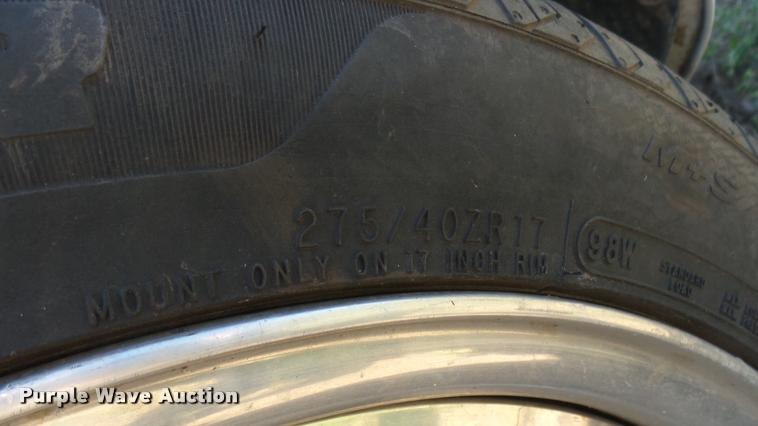 M+S
275/40ZR17 98W
MOUNT ONLY ON 17 INCH RIM
STANDARD
LOAD
Purple Wave Auction